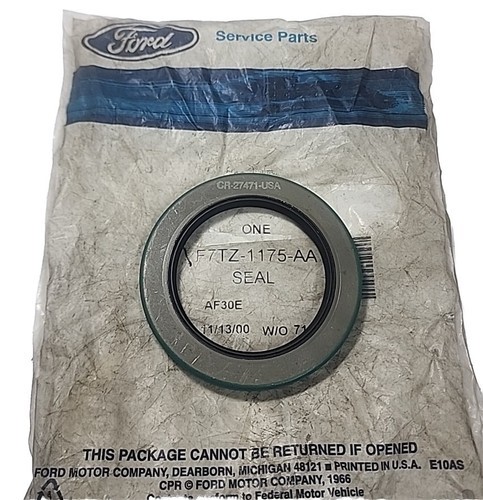 Ford
Service Parts
CR-27471-USA
ONE
F7TZ-1175-AA
SEAL
AF30E
11/13/00 W/O 71
THIS PACKAGE CANNOT BE RETURNED IF OPENED
FORD MOTOR COMPANY, DEARBORN, MICHIGAN 48121 ■ PRINTED IN U.S.A. E10AS
CPR © FORD MOTOR COMPANY, 1966
to Federal Motor Vehicle